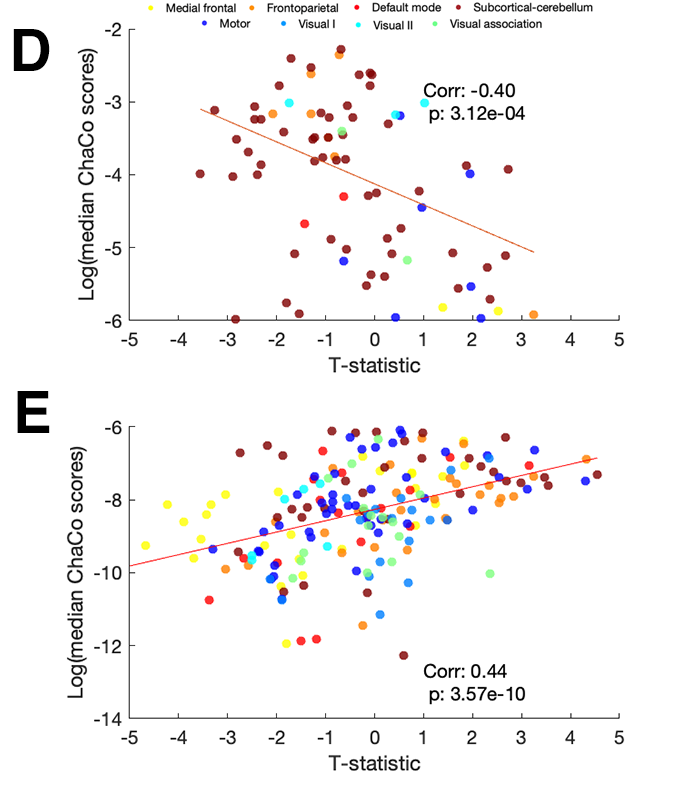 Medial frontal Frontoparietal Default mode Subcortical-cerebellum
Motor Visual I Visual II Visual association
D
-2
-3
-4
-5
-6
Log(median ChaCo scores)
Corr: -0.40
p: 3.12e-04
-5 -4 -3 -2 -1 0 1 2 3 4 5
T-statistic
E
-6
-8
-10
-12
-14
Log(median ChaCo scores)
Corr: 0.44
p: 3.57e-10
-5 -4 -3 -2 -1 0 1 2 3 4 5
T-statistic